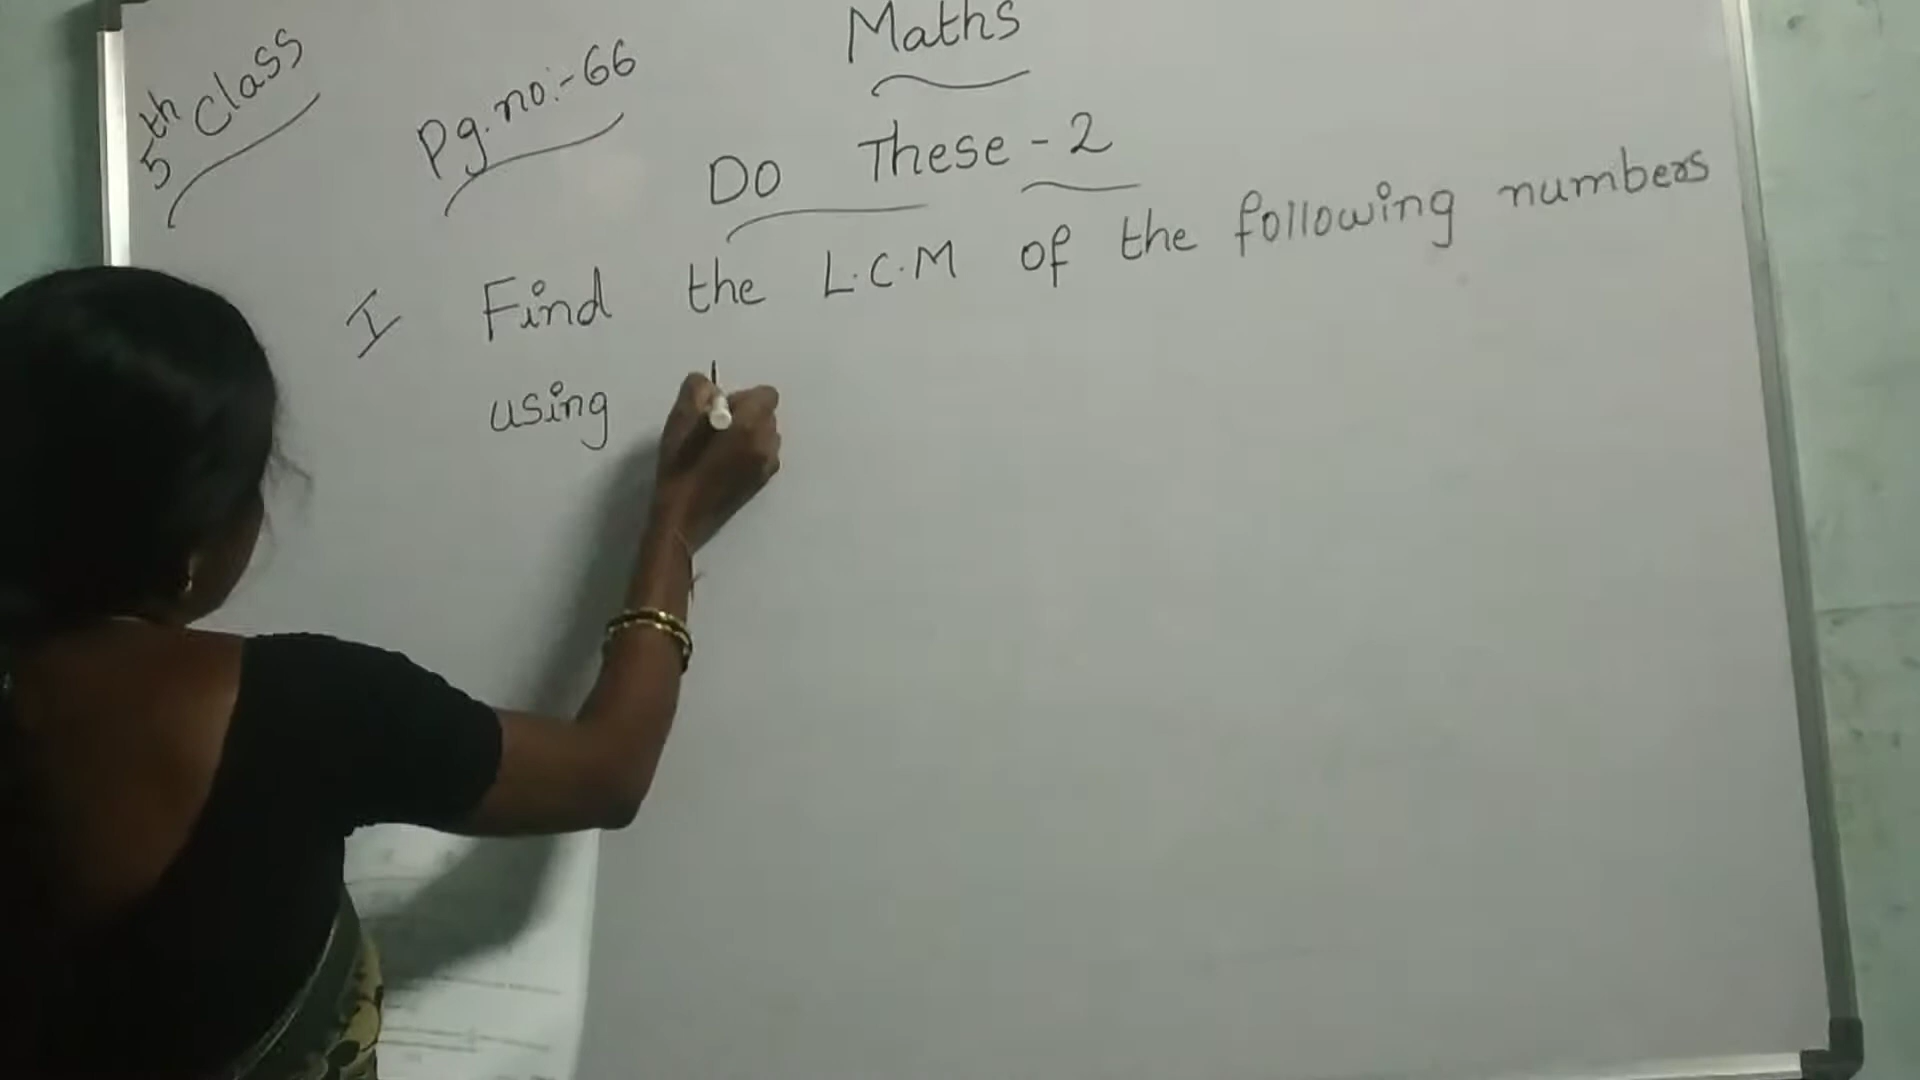 Maths
5th Class
Pg.no:-66
Do These-2
I Find the L.C.M of the following numbers
using